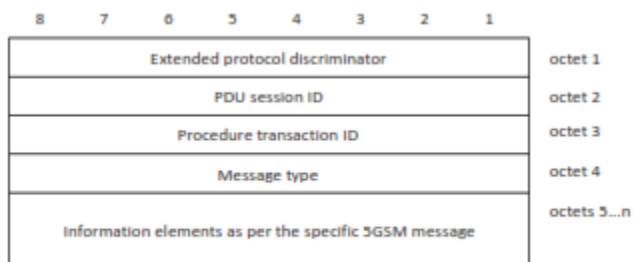 8 7 6 5 4 3 2 1
Extended protocol discriminator octet 1
PDU session ID octet 2
Procedure transaction ID octet 3
Message type octet 4
octets 5...n
Information elements as per the specific 5GSM message